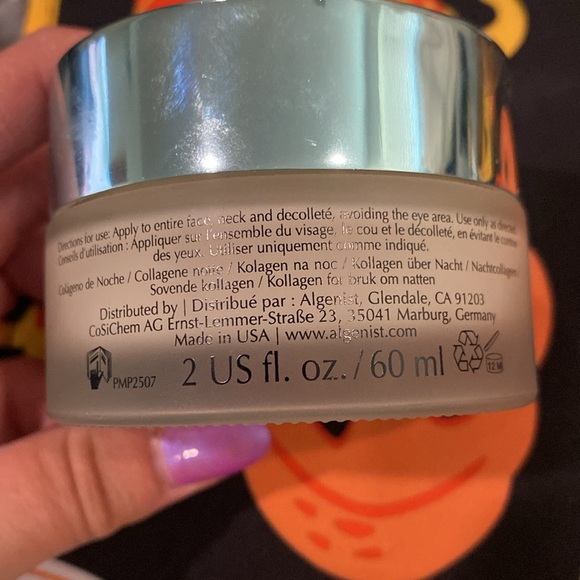 Directions for use: Apply to entire face, neck and decolleté, avoiding the eye area. Use only as directed
Conseils d'utilisation : Appliquer sur l'ensemble du visage, le cou et le décolleté, en évitant le contour
des yeux. Utiliser uniquement comme indiqué.
Colágeno de Noche / Collagene notte / Kolagen na noc / Kollagen über Nacht / Nachtcollageen
Sovende kollagen / Kollagen for bruk om natten
Distributed by | Distribué par : Algenist, Glendale, CA 91203
CoSiChem AG Ernst-Lemmer-Straße 23, 35041 Marburg, Germany
Made in USA | www.algenist.com
PMP2507 2 US fl. oz. / 60 ml 12 M